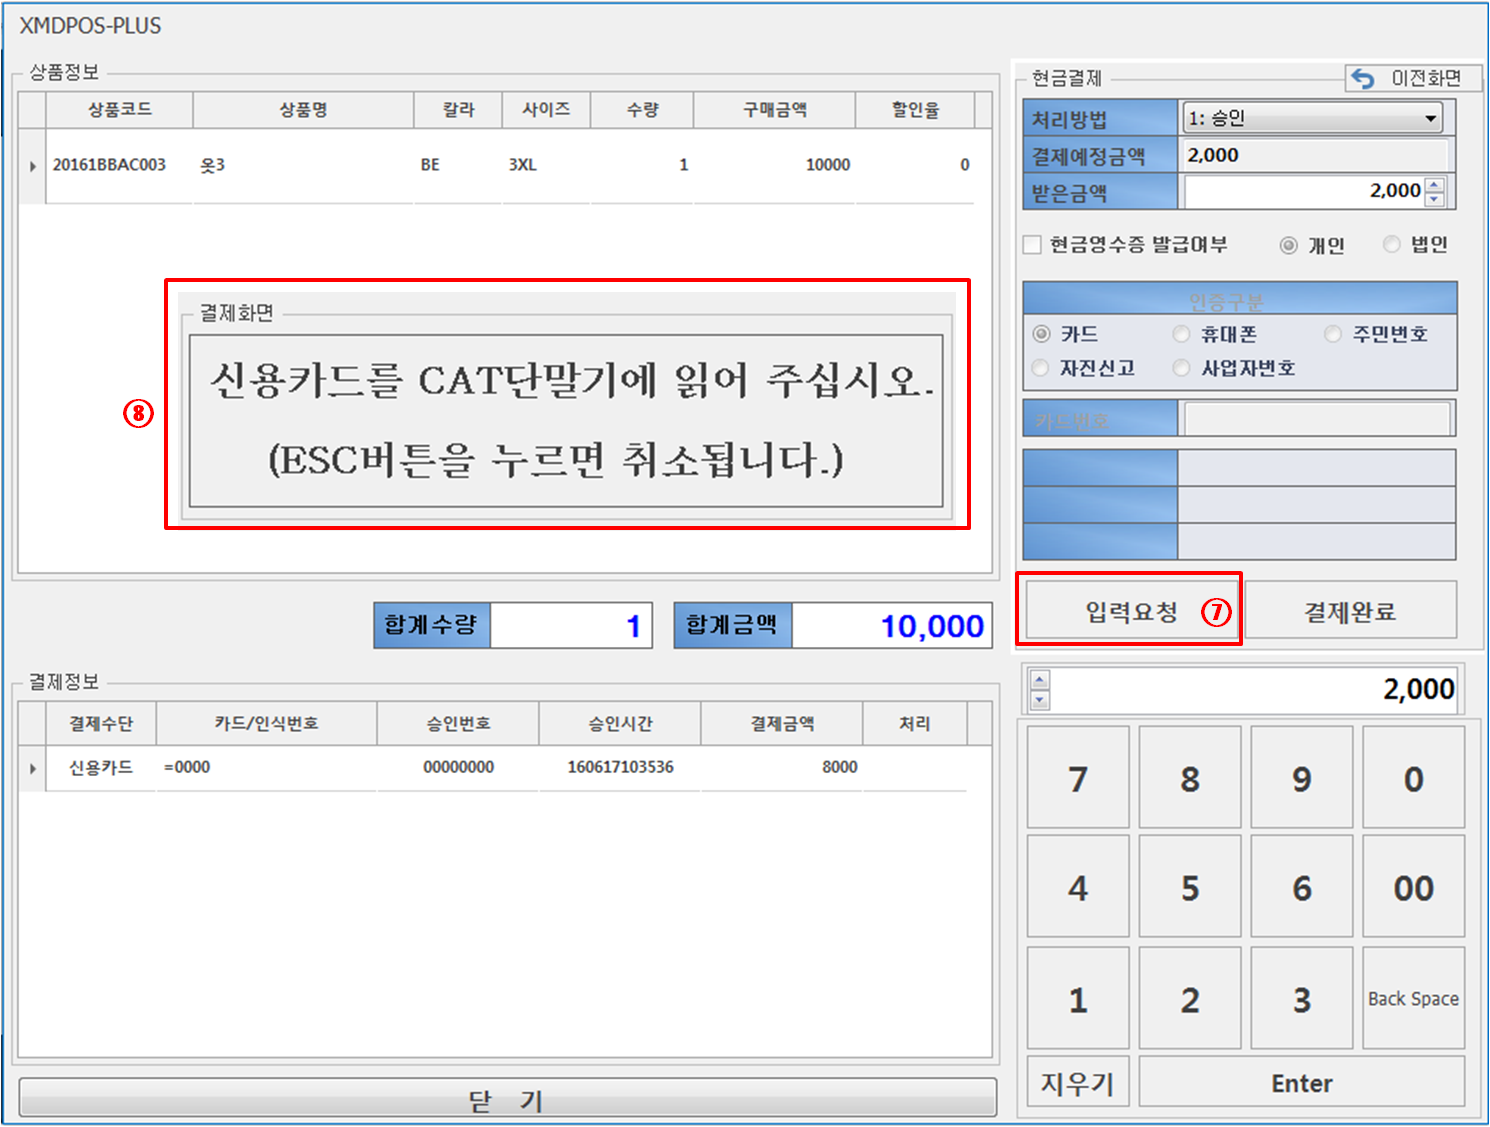 XMDPOS-PLUS
상품정보
상품코드 상품명 칼라 사이즈 수량 구매금액 할인율
20161BBAC003 옷3 BE 3XL 1 10000 0
결제화면
신용카드를 CAT단말기에 읽어 주십시오.
(ESC버튼을 누르면 취소됩니다.)
⑧
합계수량 1 합계금액 10,000
결제정보
결제수단 카드/인식번호 승인번호 승인시간 결제금액 처리
신용카드 =0000 00000000 160617103536 8000
닫 기
현금결제 이전화면
처리방법 1: 승인
결제예정금액 2,000
받은금액 2,000
현금영수증 발급여부 개인 법인
인증구분
카드 휴대폰 주민번호
자진신고 사업자번호
카드번호
입력요청 ⑦ 결제완료
2,000
7 8 9 0
4 5 6 00
1 2 3 Back Space
지우기 Enter